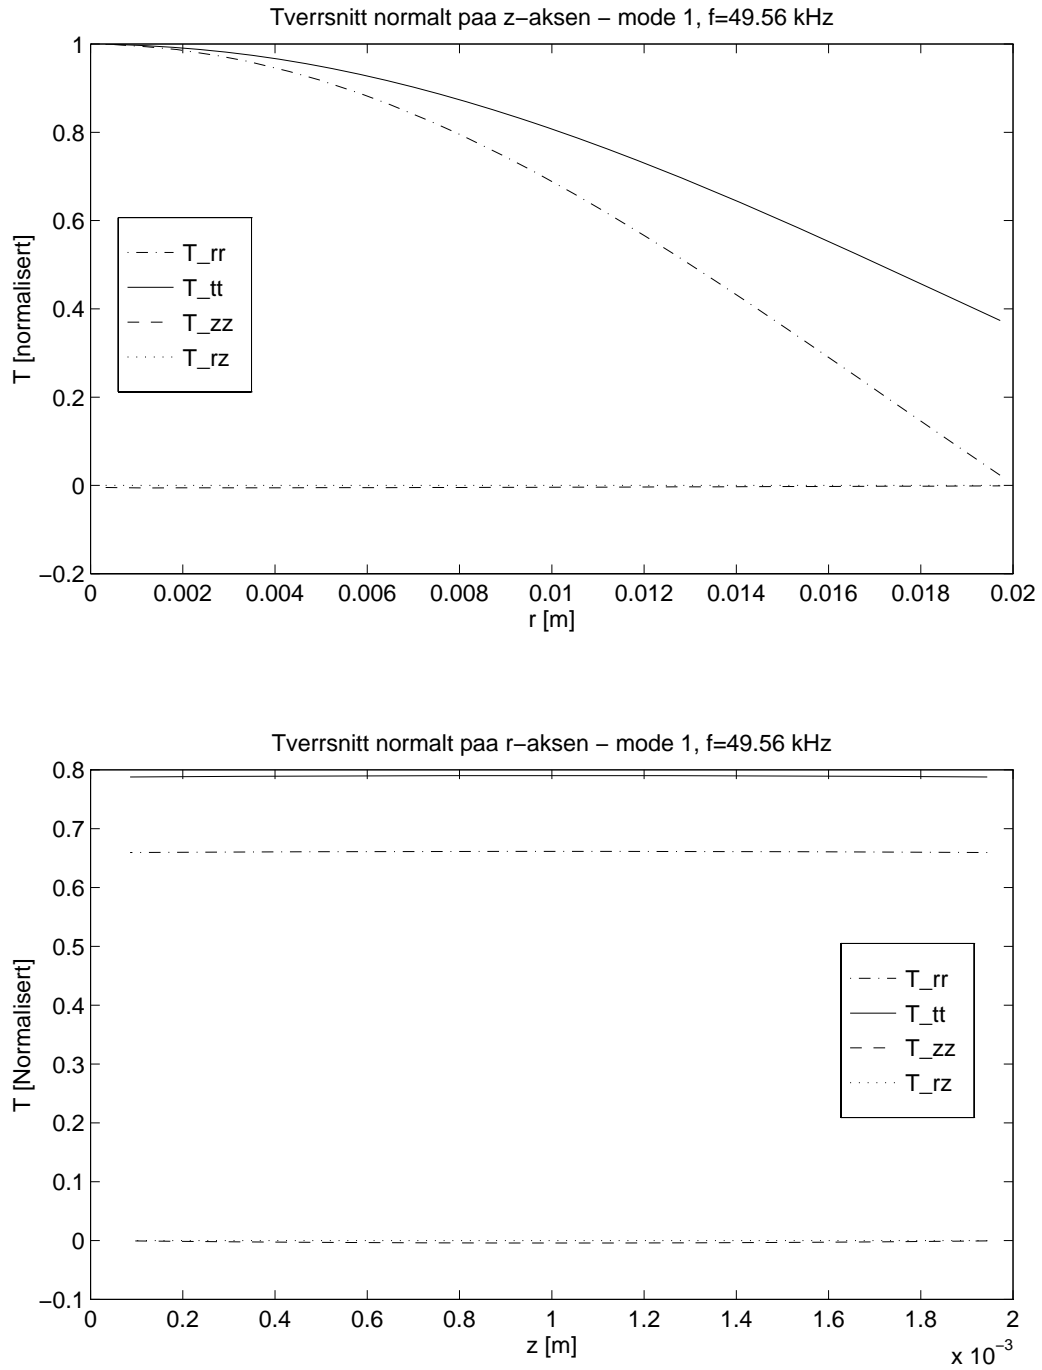 Tverrsnitt normalt paa z−aksen − mode 1, f=49.56 kHz
1
0.8
0.6
0.4
0.2
0
−0.2
T [normalisert]
T_rr
T_tt
T_zz
T_rz
0 0.002 0.004 0.006 0.008 0.01 0.012 0.014 0.016 0.018 0.02
r [m]
Tverrsnitt normalt paa r−aksen − mode 1, f=49.56 kHz
0.8
0.7
0.6
0.5
0.4
0.3
0.2
0.1
0
−0.1
T [Normalisert]
T_rr
T_tt
T_zz
T_rz
0 0.2 0.4 0.6 0.8 1 1.2 1.4 1.6 1.8 2
z [m]
x 10⁻³